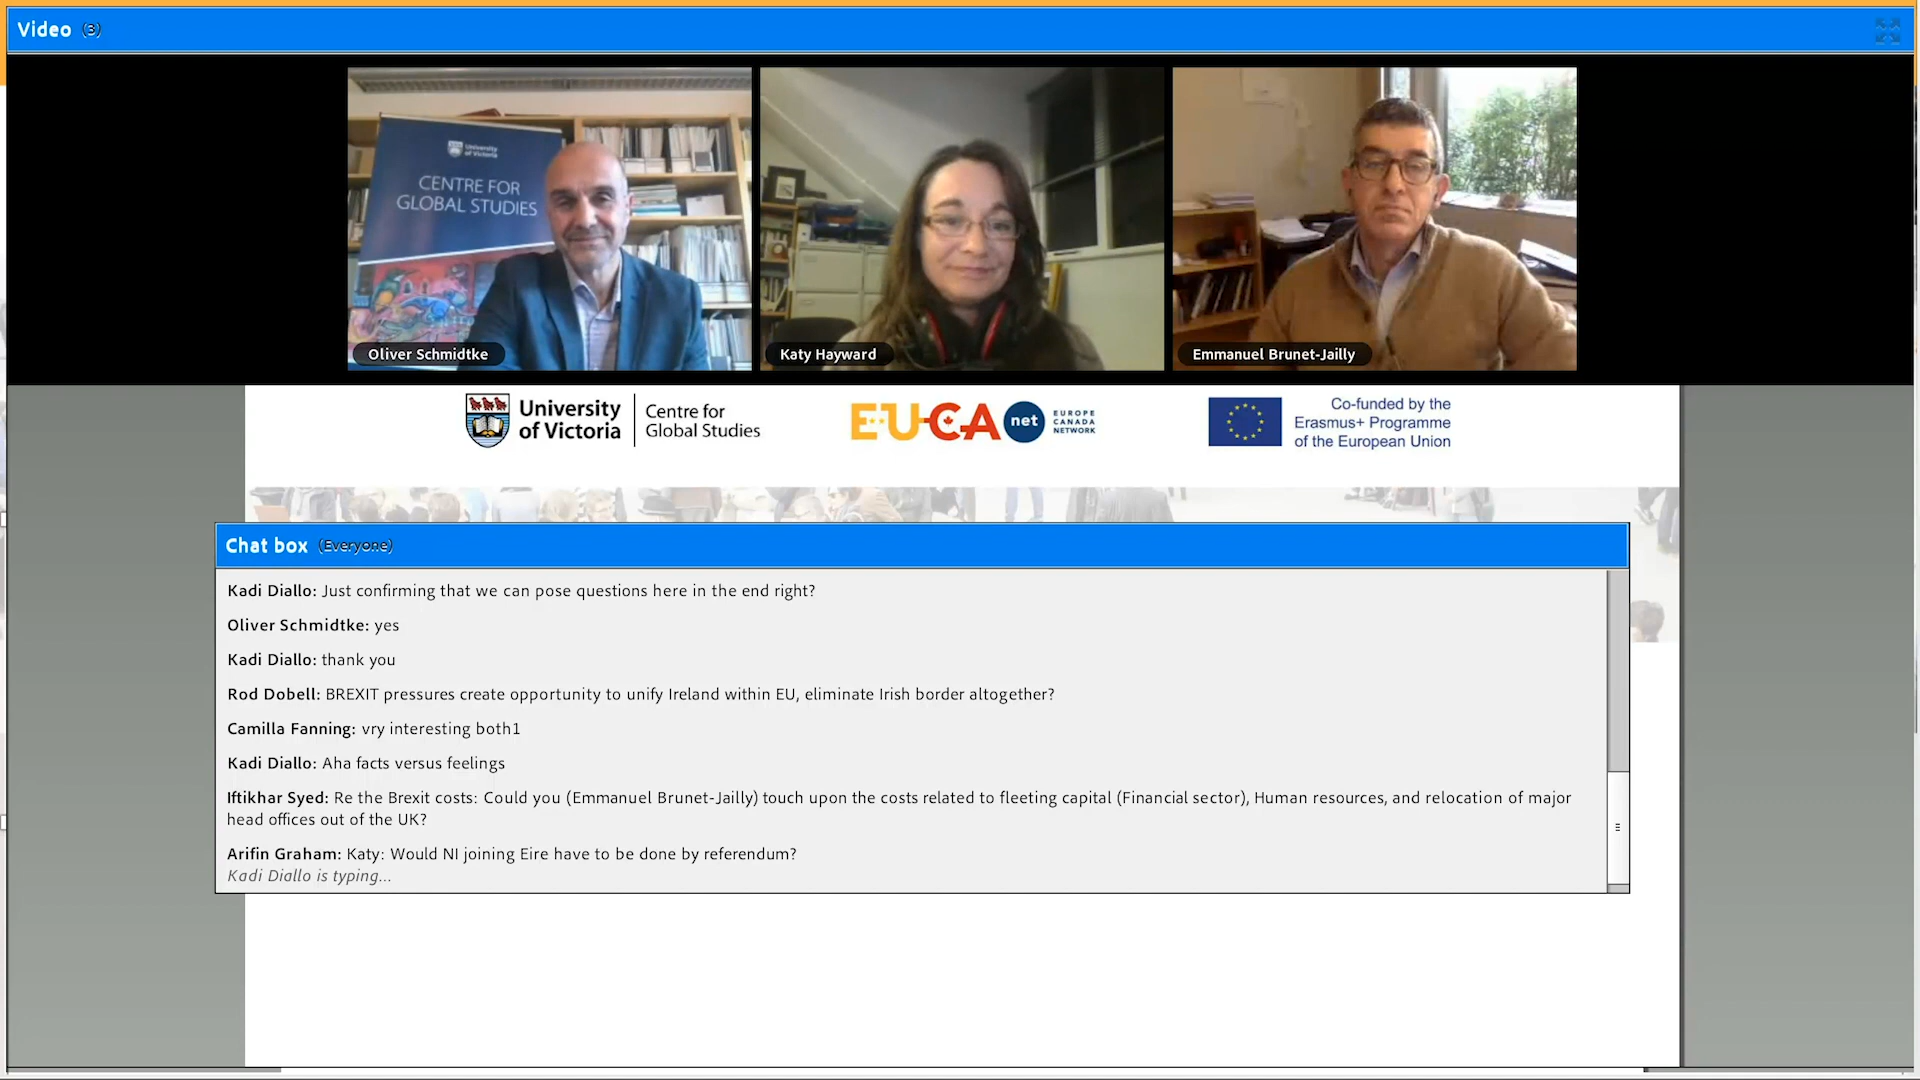 Video (3)
University
of Victoria
CENTRE FOR
GLOBAL STUDIES
Oliver Schmidtke
Katy Hayward
Emmanuel Brunet-Jailly
University
of Victoria
Centre for
Global Studies
EUCA
net
EUROPE
CANADA
NETWORK
Co-funded by the
Erasmus+ Programme
of the European Union
Chat box (Everyone)
Kadi Diallo: Just confirming that we can pose questions here in the end right?
Oliver Schmidtke: yes
Kadi Diallo: thank you
Rod Dobell: BREXIT pressures create opportunity to unify Ireland within EU, eliminate Irish border altogether?
Camilla Fanning: vry interesting both1
Kadi Diallo: Aha facts versus feelings
Iftikhar Syed: Re the Brexit costs: Could you (Emmanuel Brunet-Jailly) touch upon the costs related to fleeting capital (Financial sector), Human resources, and relocation of major
head offices out of the UK?
Arifin Graham: Katy: Would NI joining Eire have to be done by referendum?
Kadi Diallo is typing...